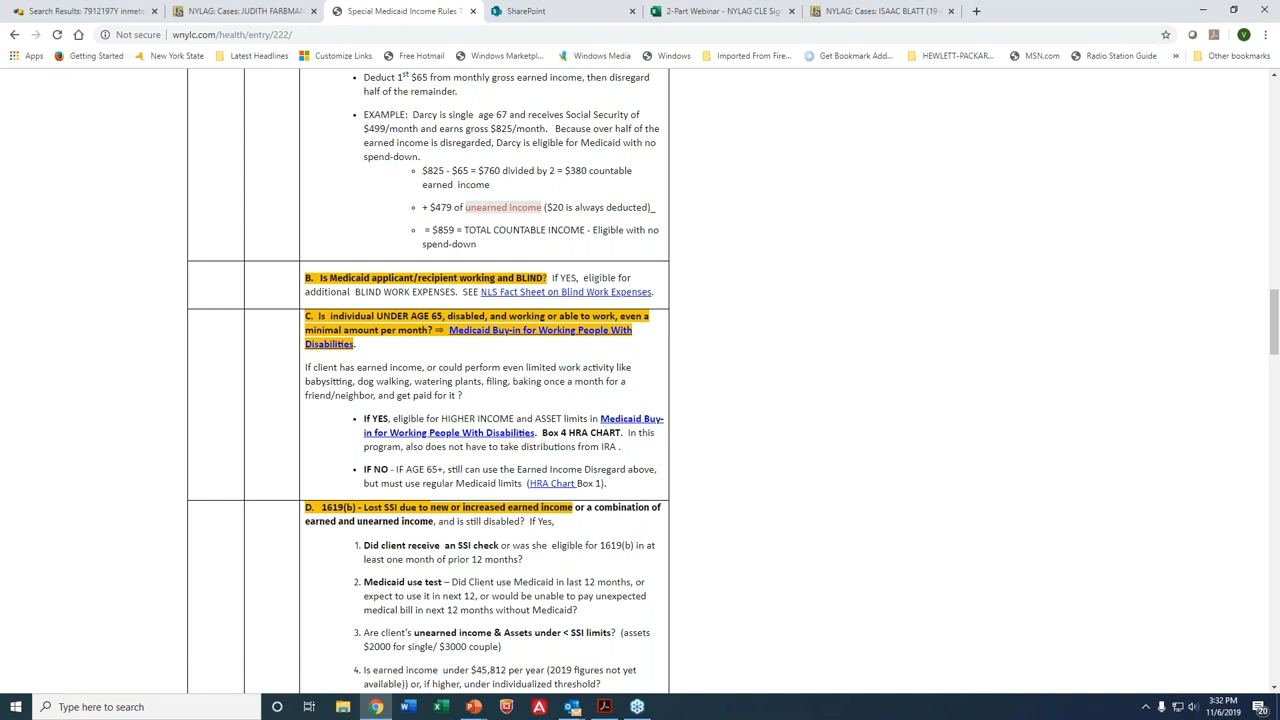 Search Results: 7912197Y inmeta
NYLAG: Cases: JUDITH FARBMAN
Special Medicaid Income Rules T
SharePoint
2-Part Webinar - NYLAG CLE Sign
NYLAG: Cases: ISAAC BLATT (19-
Not secure | wnylc.com/health/entry/222/
Apps Getting Started New York State Latest Headlines Customize Links Free Hotmail Windows Marketpl... Windows Media Windows Imported From Fire... Get Bookmark Add... HEWLETT-PACKAR... MSN.com Radio Station Guide » Other bookmarks
• Deduct 1st $65 from monthly gross earned income, then disregard
half of the remainder.
• EXAMPLE: Darcy is single age 67 and receives Social Security of
$499/month and earns gross $825/month. Because over half of the
earned income is disregarded, Darcy is eligible for Medicaid with no
spend-down.
◦ $825 - $65 = $760 divided by 2 = $380 countable
earned income
◦ + $479 of unearned income ($20 is always deducted)_
◦ = $859 = TOTAL COUNTABLE INCOME - Eligible with no
spend-down
B. Is Medicaid applicant/recipient working and BLIND? If YES, eligible for
additional BLIND WORK EXPENSES. SEE NLS Fact Sheet on Blind Work Expenses.
C. Is individual UNDER AGE 65, disabled, and working or able to work, even a
minimal amount per month? ⇒ Medicaid Buy-in for Working People With
Disabilities.
If client has earned income, or could perform even limited work activity like
babysitting, dog walking, watering plants, filing, baking once a month for a
friend/neighbor, and get paid for it ?
• If YES, eligible for HIGHER INCOME and ASSET limits in Medicaid Buy-
in for Working People With Disabilities. Box 4 HRA CHART. In this
program, also does not have to take distributions from IRA .
• IF NO - IF AGE 65+, still can use the Earned Income Disregard above,
but must use regular Medicaid limits (HRA Chart Box 1).
D. 1619(b) - Lost SSI due to new or increased earned income or a combination of
earned and unearned income, and is still disabled? If Yes,
1. Did client receive an SSI check or was she eligible for 1619(b) in at
least one month of prior 12 months?
2. Medicaid use test – Did Client use Medicaid in last 12 months, or
expect to use it in next 12, or would be unable to pay unexpected
medical bill in next 12 months without Medicaid?
3. Are client's unearned income & Assets under < SSI limits? (assets
$2000 for single/ $3000 couple)
4. Is earned income under $45,812 per year (2019 figures not yet
available)) or, if higher, under individualized threshold?
Type here to search
3:32 PM
11/6/2019
20